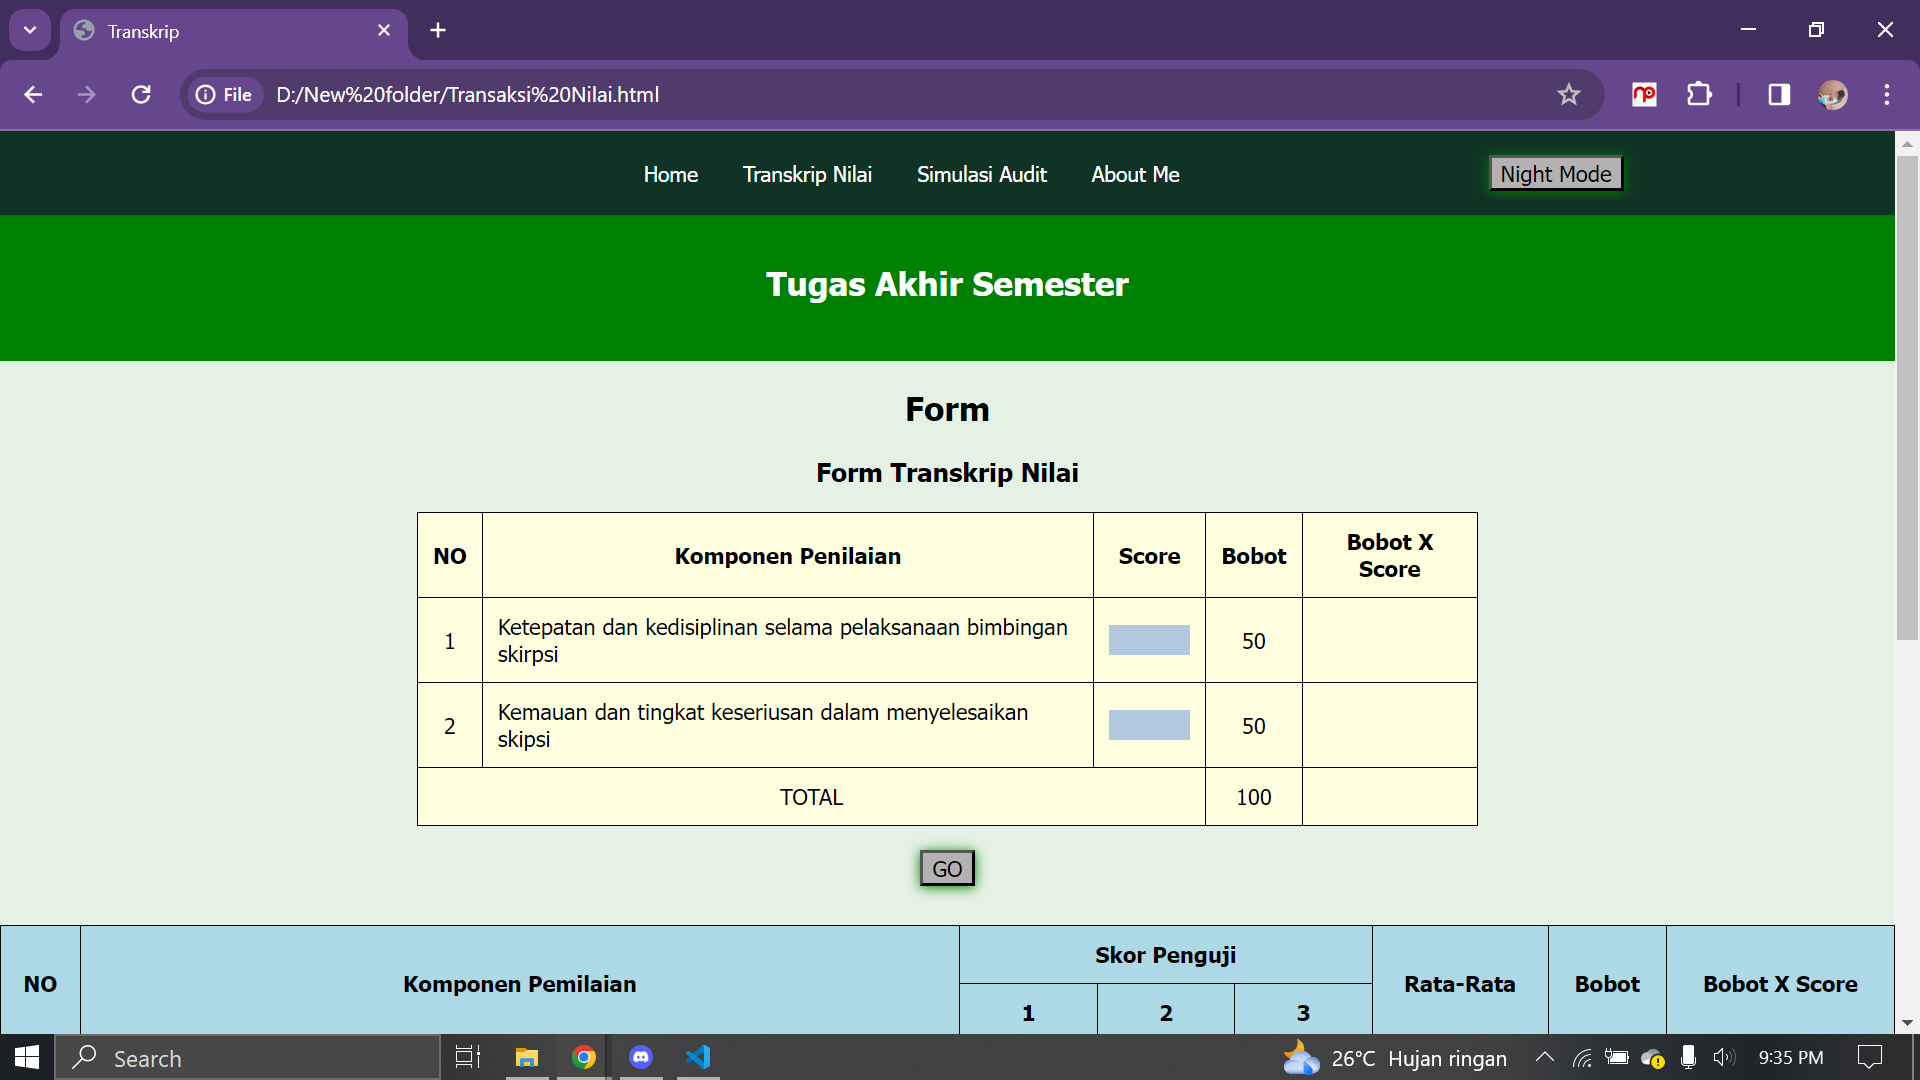 Transkrip
File
D:/New%20folder/Transaksi%20Nilai.html
Home Transkrip Nilai Simulasi Audit About Me Night Mode
Tugas Akhir Semester
Form
Form Transkrip Nilai
NO Komponen Penilaian Score Bobot Bobot X
Score
1 Ketepatan dan kedisiplinan selama pelaksanaan bimbingan
skirpsi
50
2 Kemauan dan tingkat keseriusan dalam menyelesaikan
skipsi
50
TOTAL 100
GO
NO Komponen Pemilaian Skor Penguji Rata-Rata Bobot Bobot X Score
1 2 3
Search
26°C Hujan ringan
9:35 PM